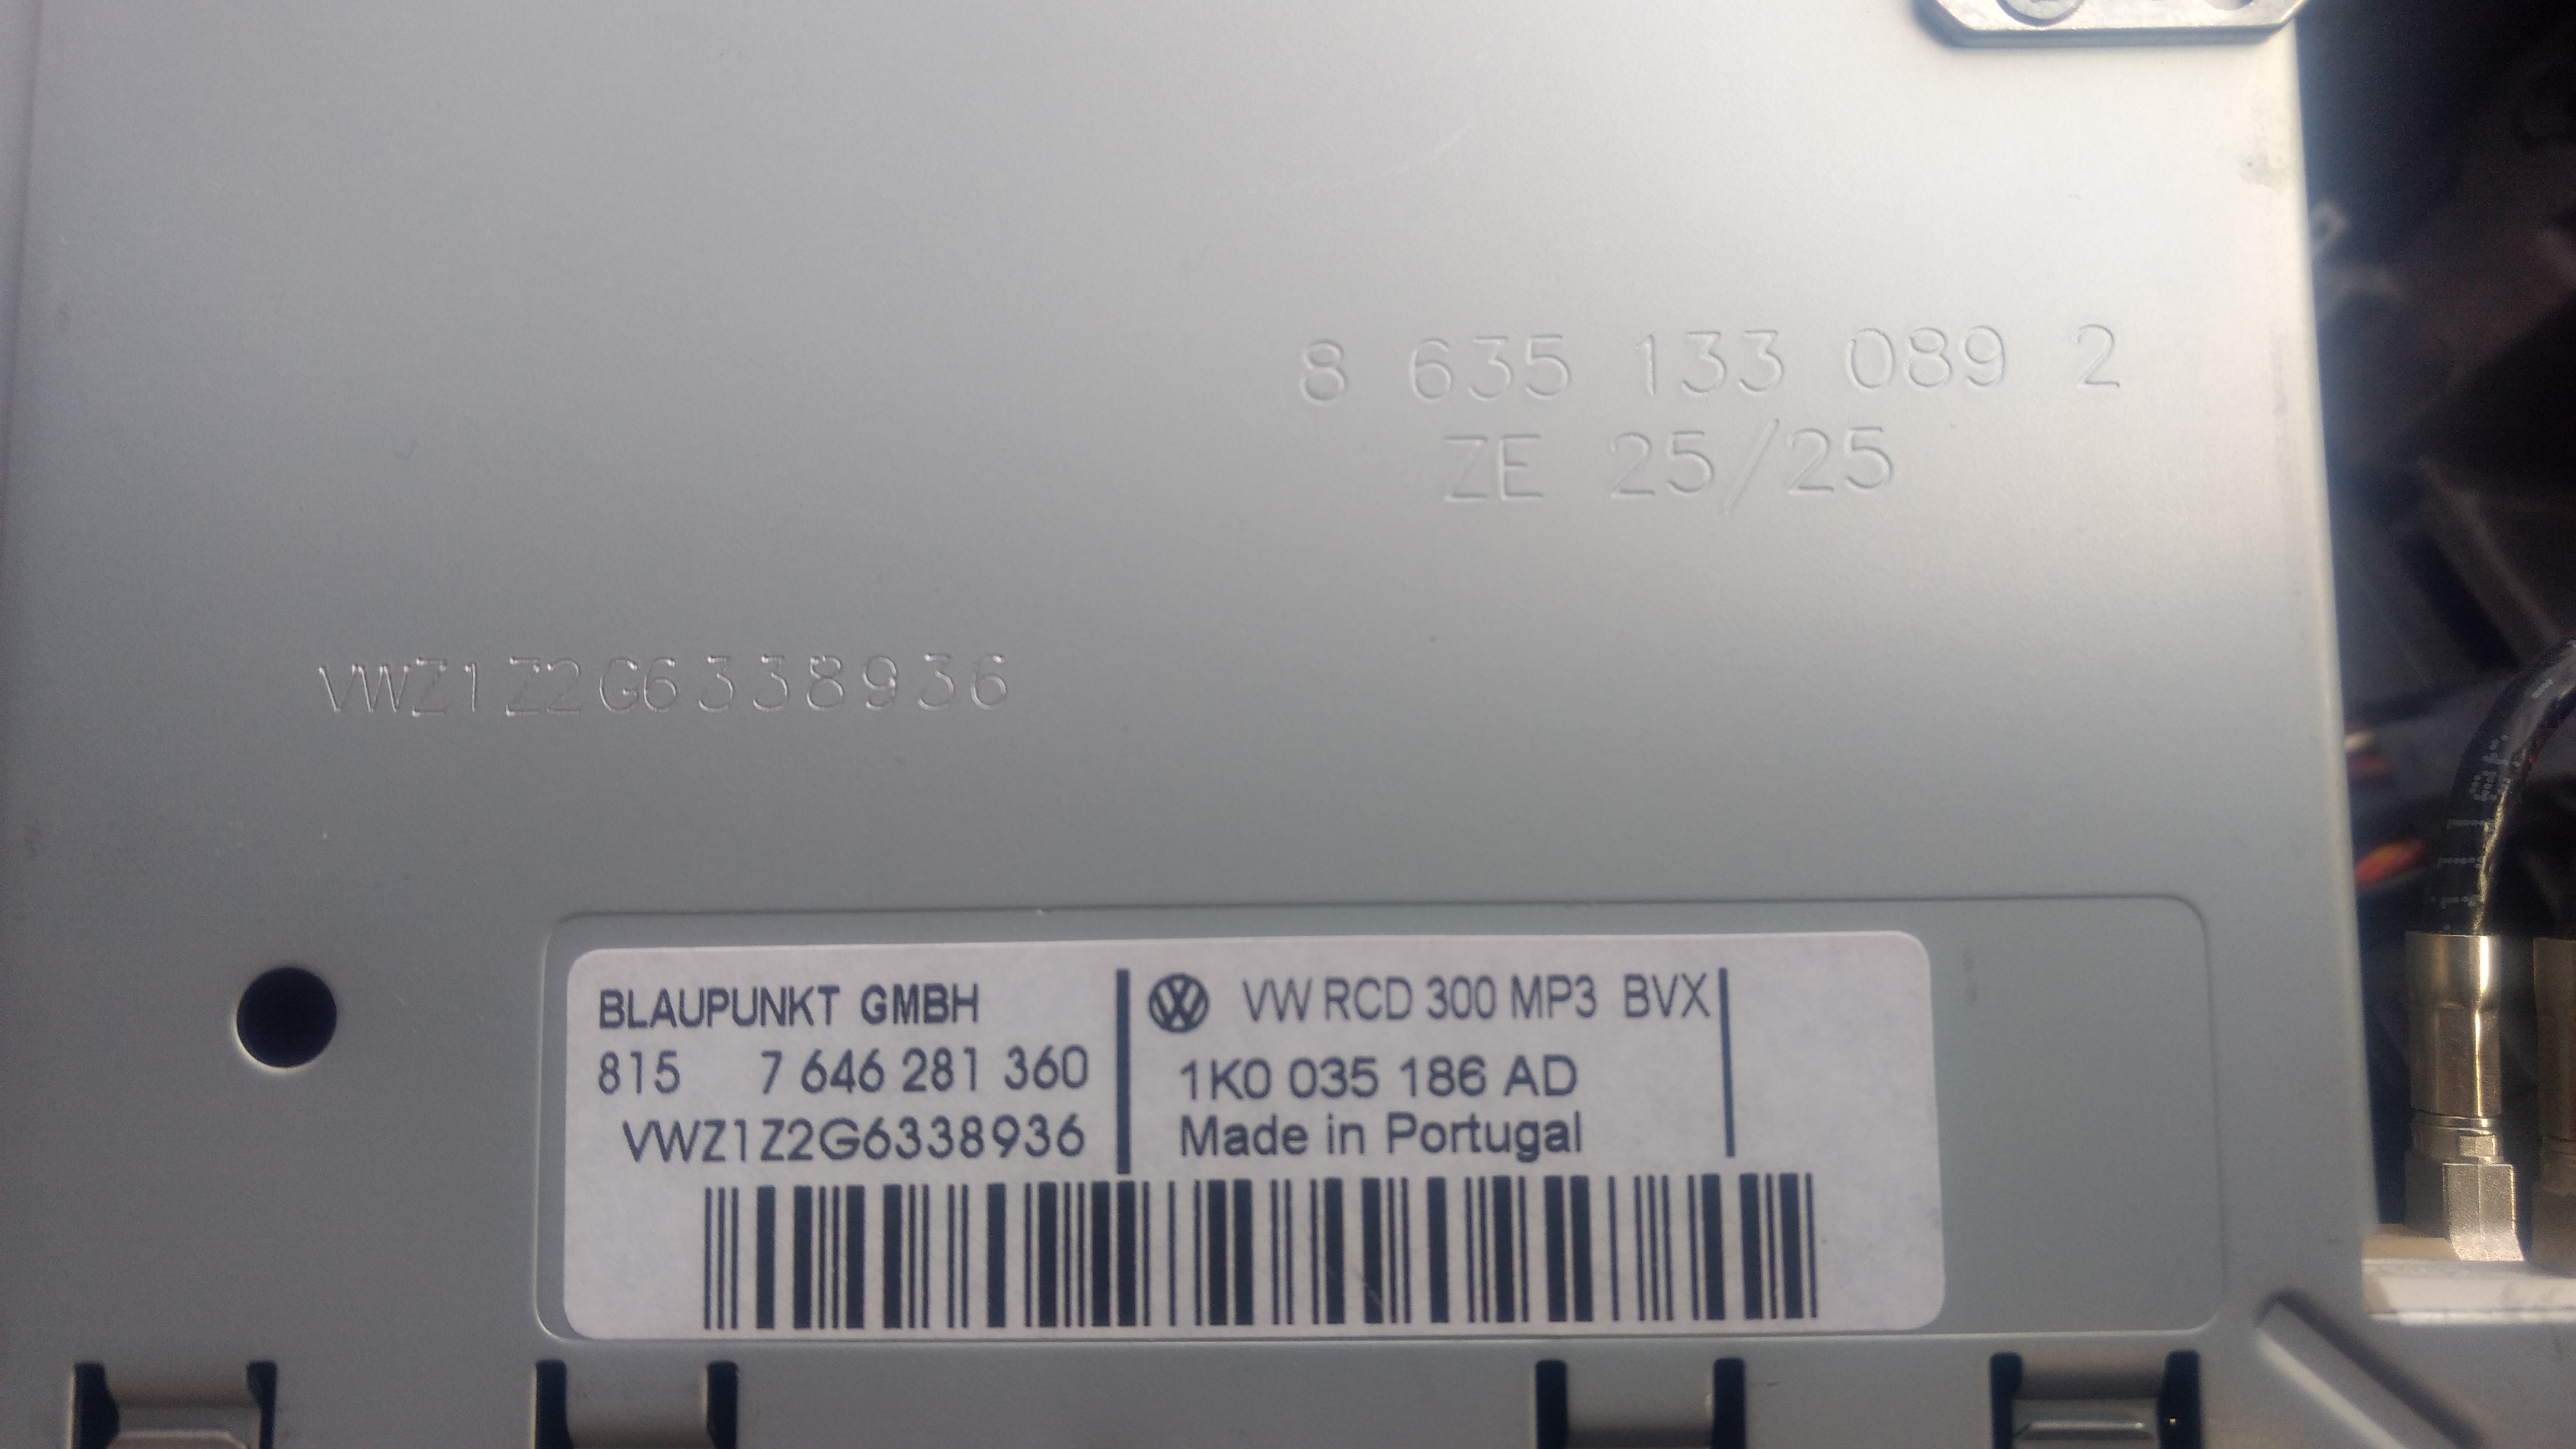 8 635 133 089 2
ZE 25/25
VWZ1Z2G6338936
BLAUPUNKT GMBH
815 7 646 281 360
VWZ1Z2G6338936
VW RCD 300 MP3 BVX
1K0 035 186 AD
Made in Portugal